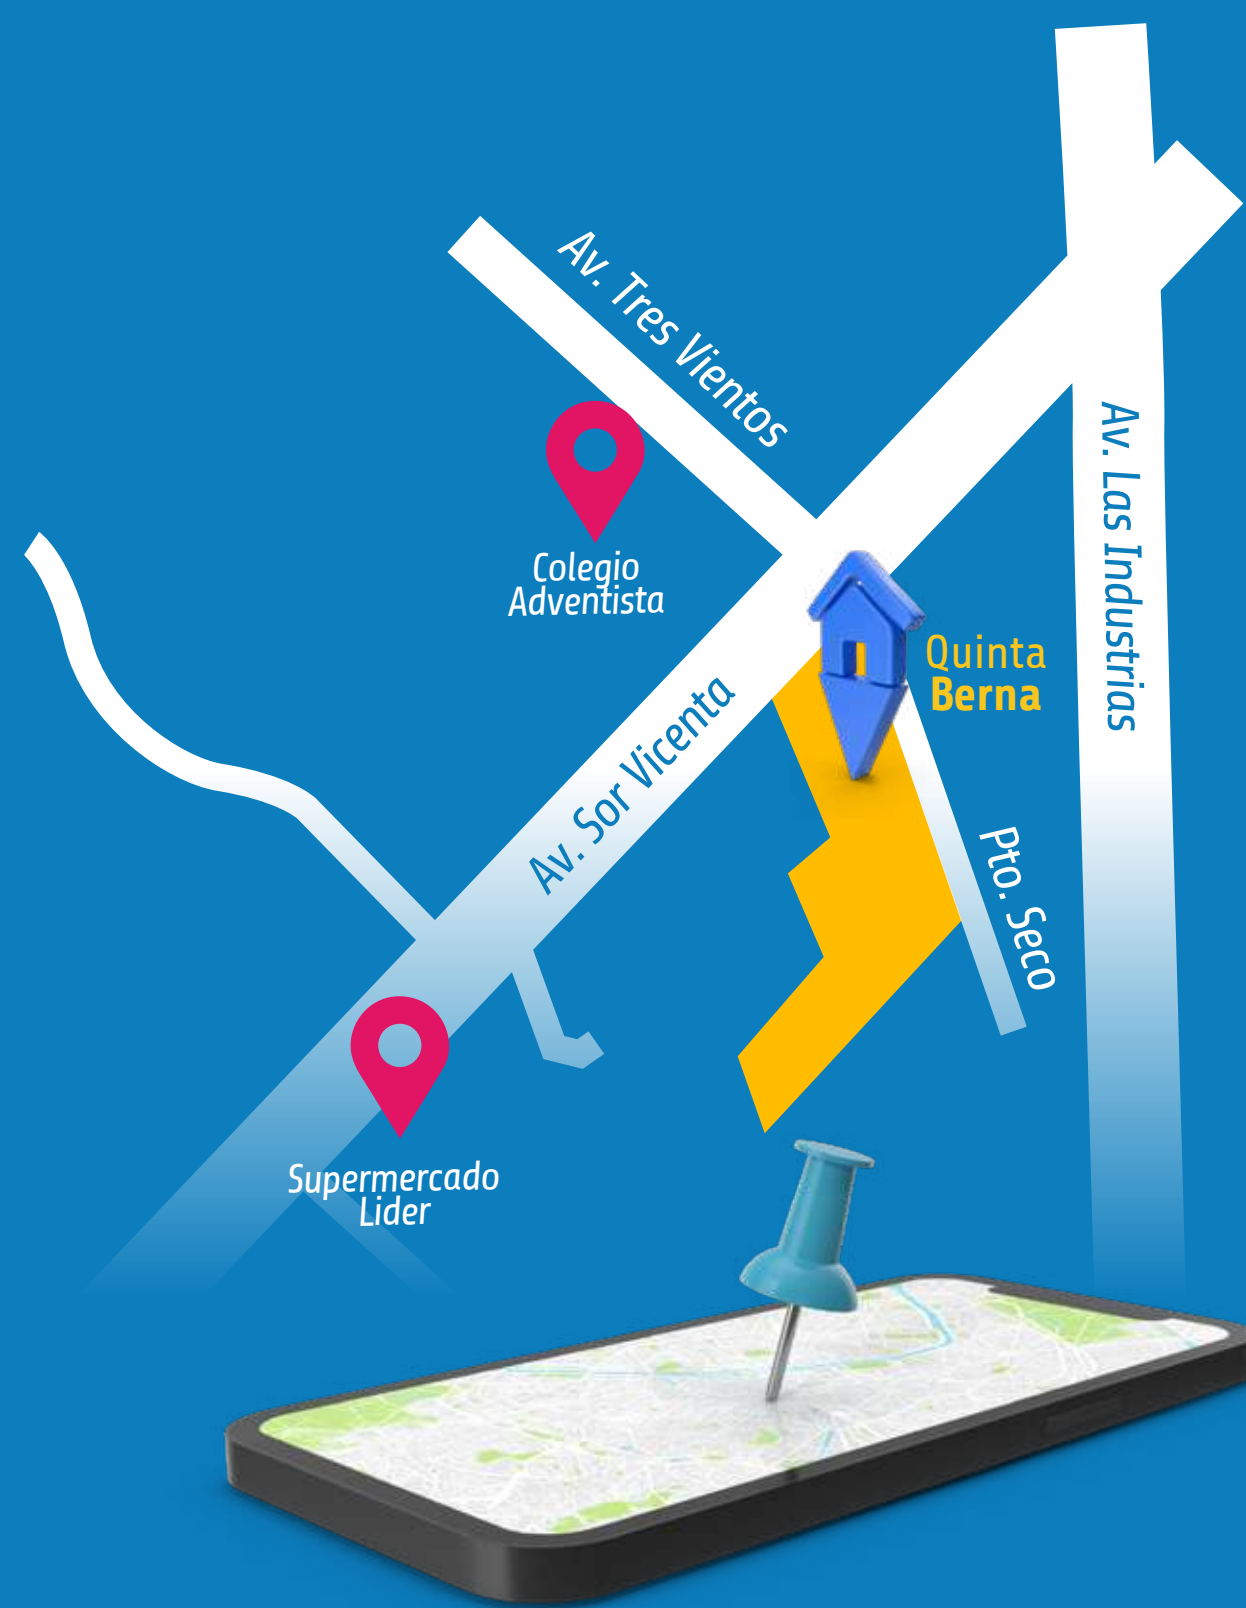 Av. Tres Vientos
Av. Las Industrias
Colegio
Adventista
Quinta
Berna
Av. Sor Vicenta
Pto. Seco
Supermercado
Lider